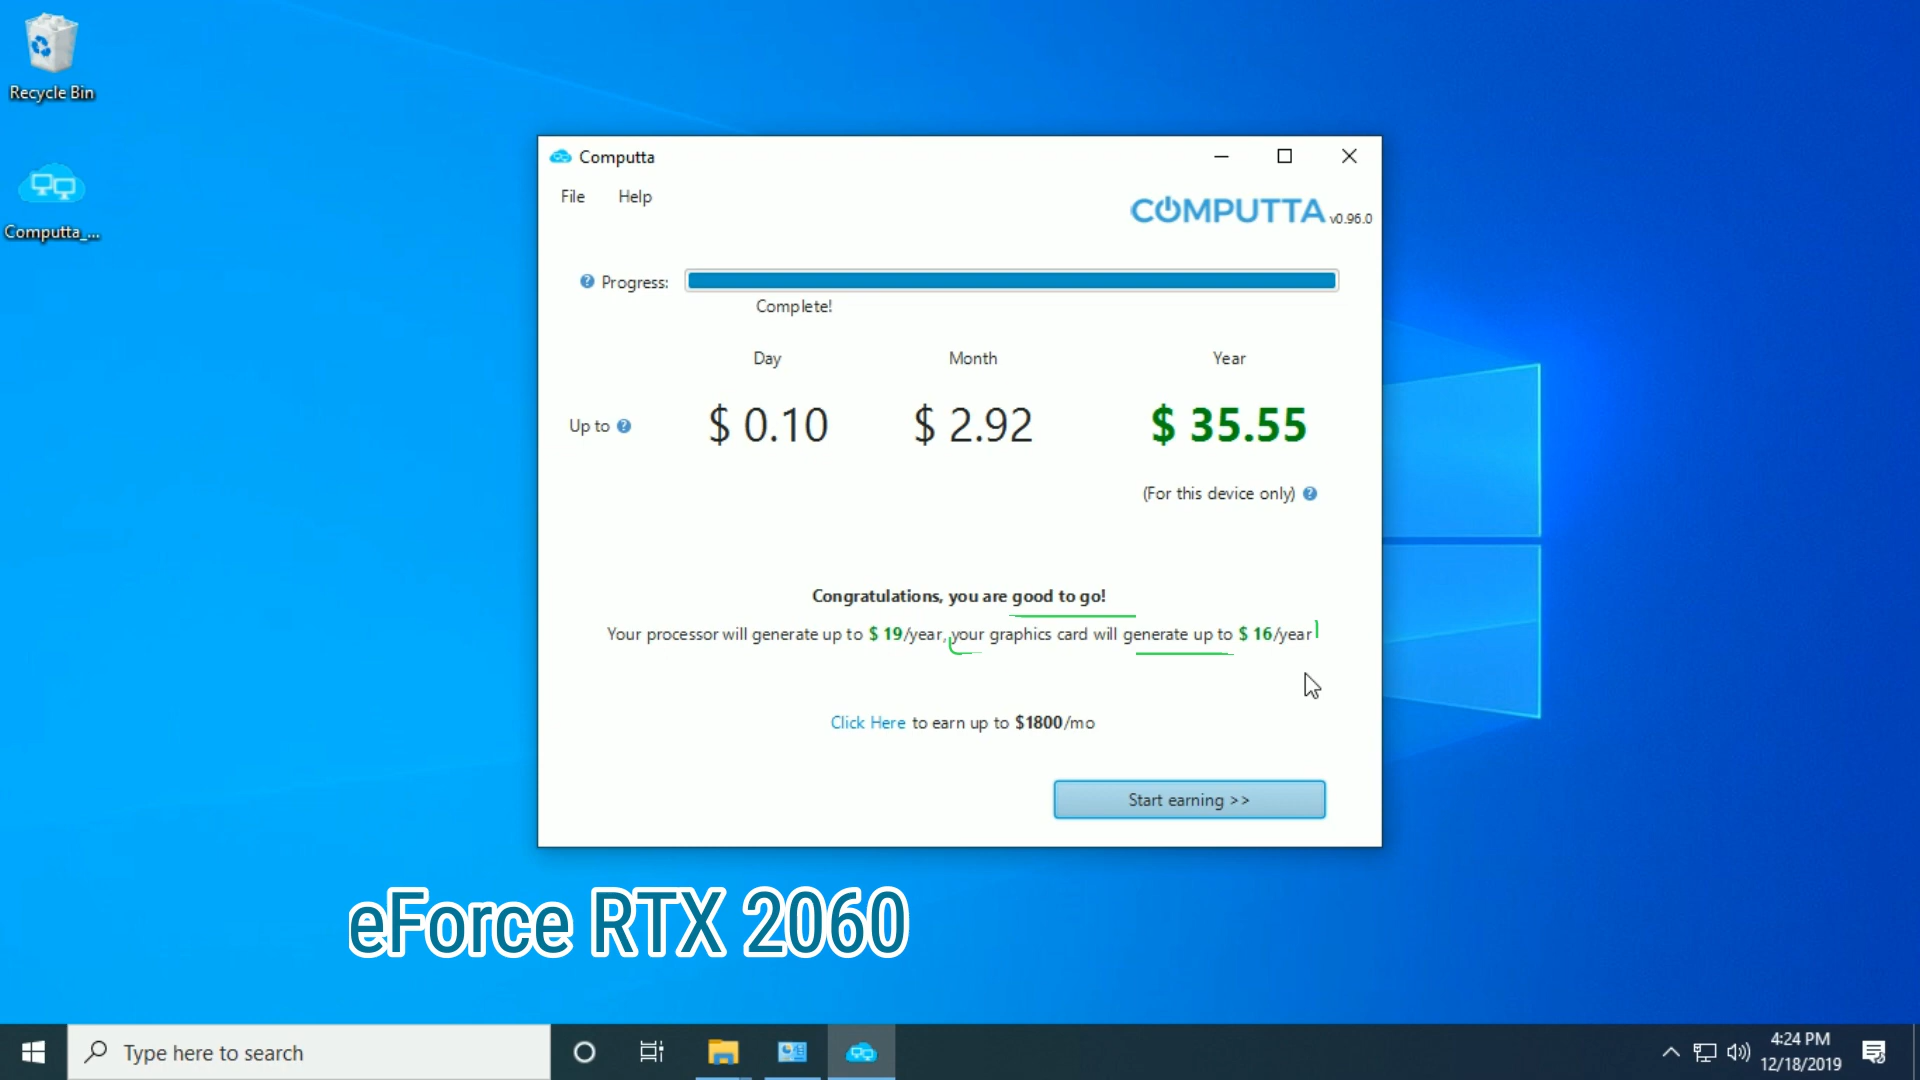 Recycle Bin
Computta_...
Computta
File Help
COMPUTTA v0.96.0
Progress:
Complete!
Day Month Year
Up to $ 0.10 $ 2.92 $ 35.55
(For this device only)
Congratulations, you are good to go!
Your processor will generate up to $ 19/year, your graphics card will generate up to $ 16/year
Click Here to earn up to $1800/mo
Start earning >>
eForce RTX 2060
Type here to search
4:24 PM
12/18/2019